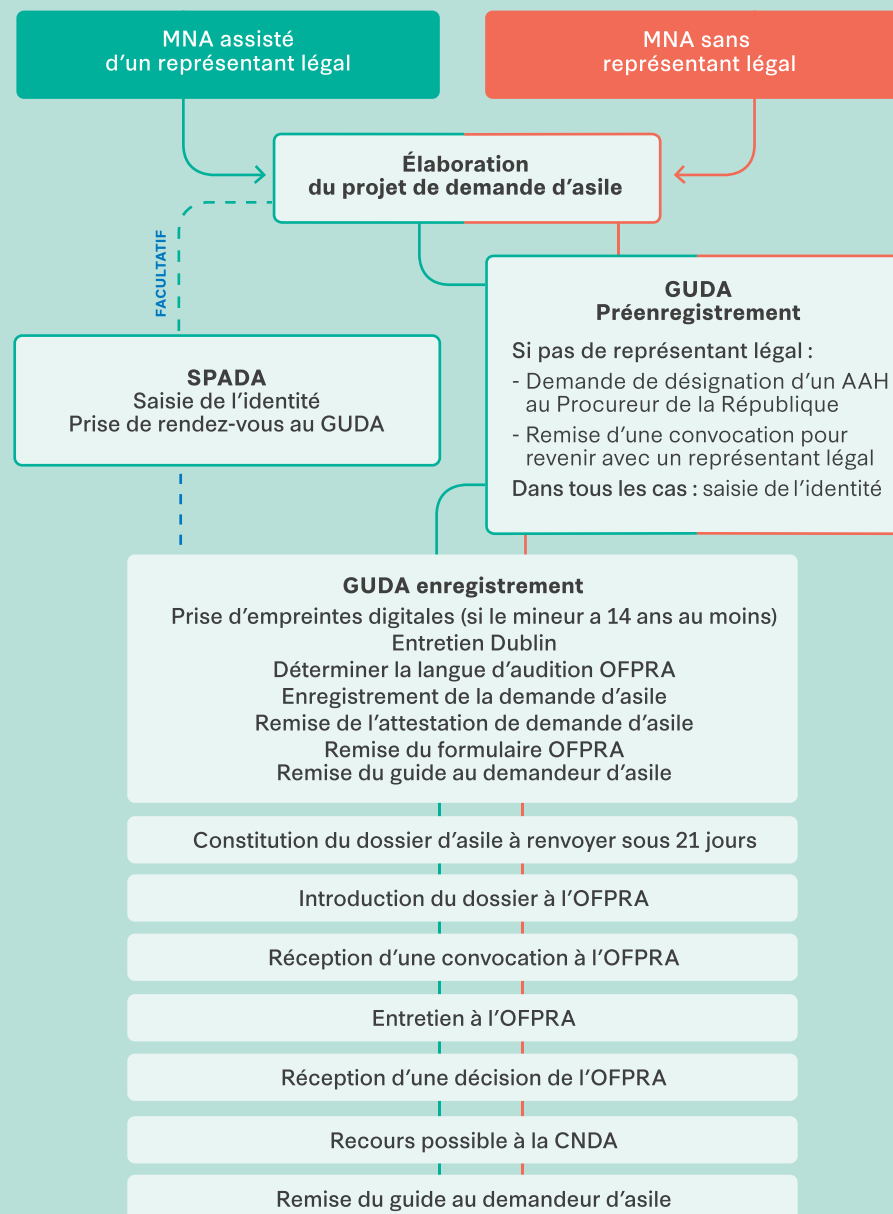 MNA assisté
d'un représentant légal
MNA sans
représentant légal
Élaboration
du projet de demande d'asile
FACULTATIF
GUDA
Préenregistrement
Si pas de représentant légal :
- Demande de désignation d'un AAH
au Procureur de la République
- Remise d'une convocation pour
revenir avec un représentant légal
Dans tous les cas : saisie de l'identité
SPADA
Saisie de l'identité
Prise de rendez-vous au GUDA
GUDA enregistrement
Prise d'empreintes digitales (si le mineur a 14 ans au moins)
Entretien Dublin
Déterminer la langue d'audition OFPRA
Enregistrement de la demande d'asile
Remise de l'attestation de demande d'asile
Remise du formulaire OFPRA
Remise du guide au demandeur d'asile
Constitution du dossier d'asile à renvoyer sous 21 jours
Introduction du dossier à l'OFPRA
Réception d'une convocation à l'OFPRA
Entretien à l'OFPRA
Réception d'une décision de l'OFPRA
Recours possible à la CNDA
Remise du guide au demandeur d'asile